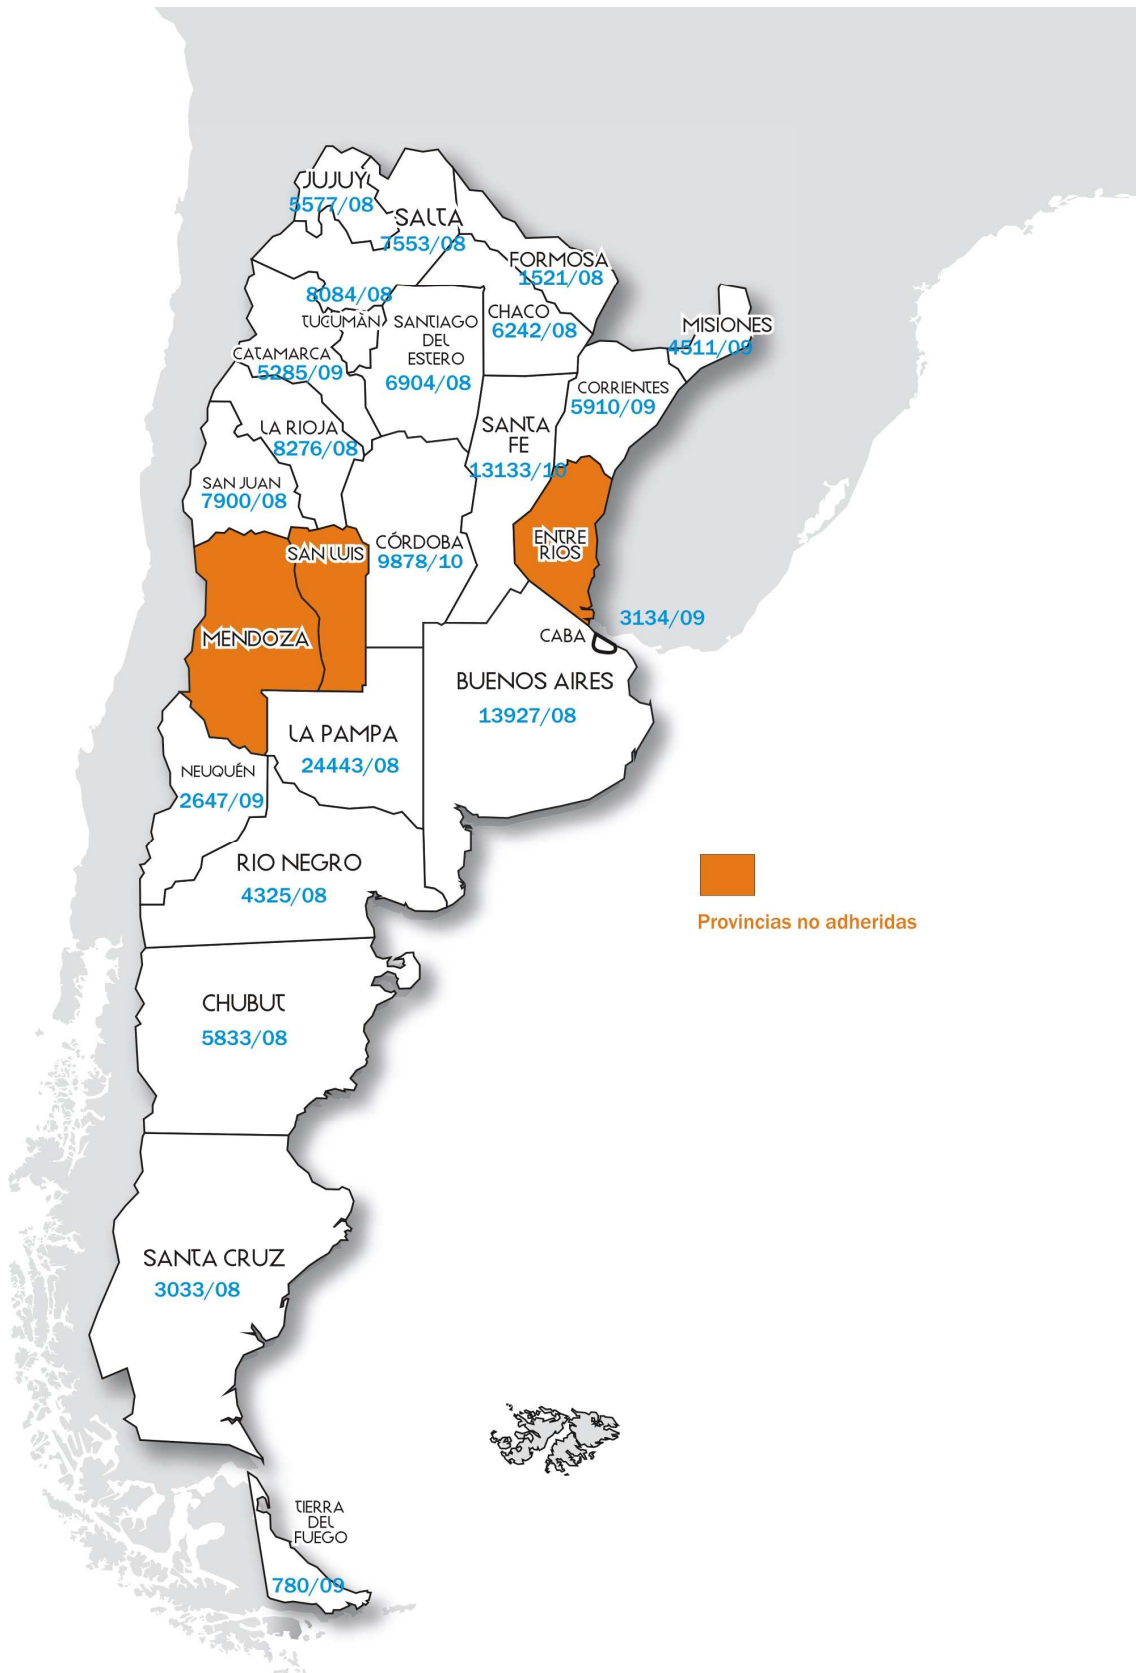 JUJUY
5577/08
SALTA
7553/08
FORMOSA
1521/08
8084/08
TUCUMÁN
SANTIAGO
DEL
ESTERO
6904/08
CHACO
6242/08
MISIONES
4511/09
CATAMARCA
5285/09
CORRIENTES
5910/09
LA RIOJA
8276/08
SANTA
FE
13133/10
SAN JUAN
7900/08
SAN LUIS
CÓRDOBA
9878/10
ENTRE
RIOS
MENDOZA
3134/09
CABA
BUENOS AIRES
13927/08
LA PAMPA
24443/08
NEUQUÉN
2647/09
RIO NEGRO
4325/08
Provincias no adheridas
CHUBUT
5833/08
SANTA CRUZ
3033/08
TIERRA
DEL
FUEGO
780/09